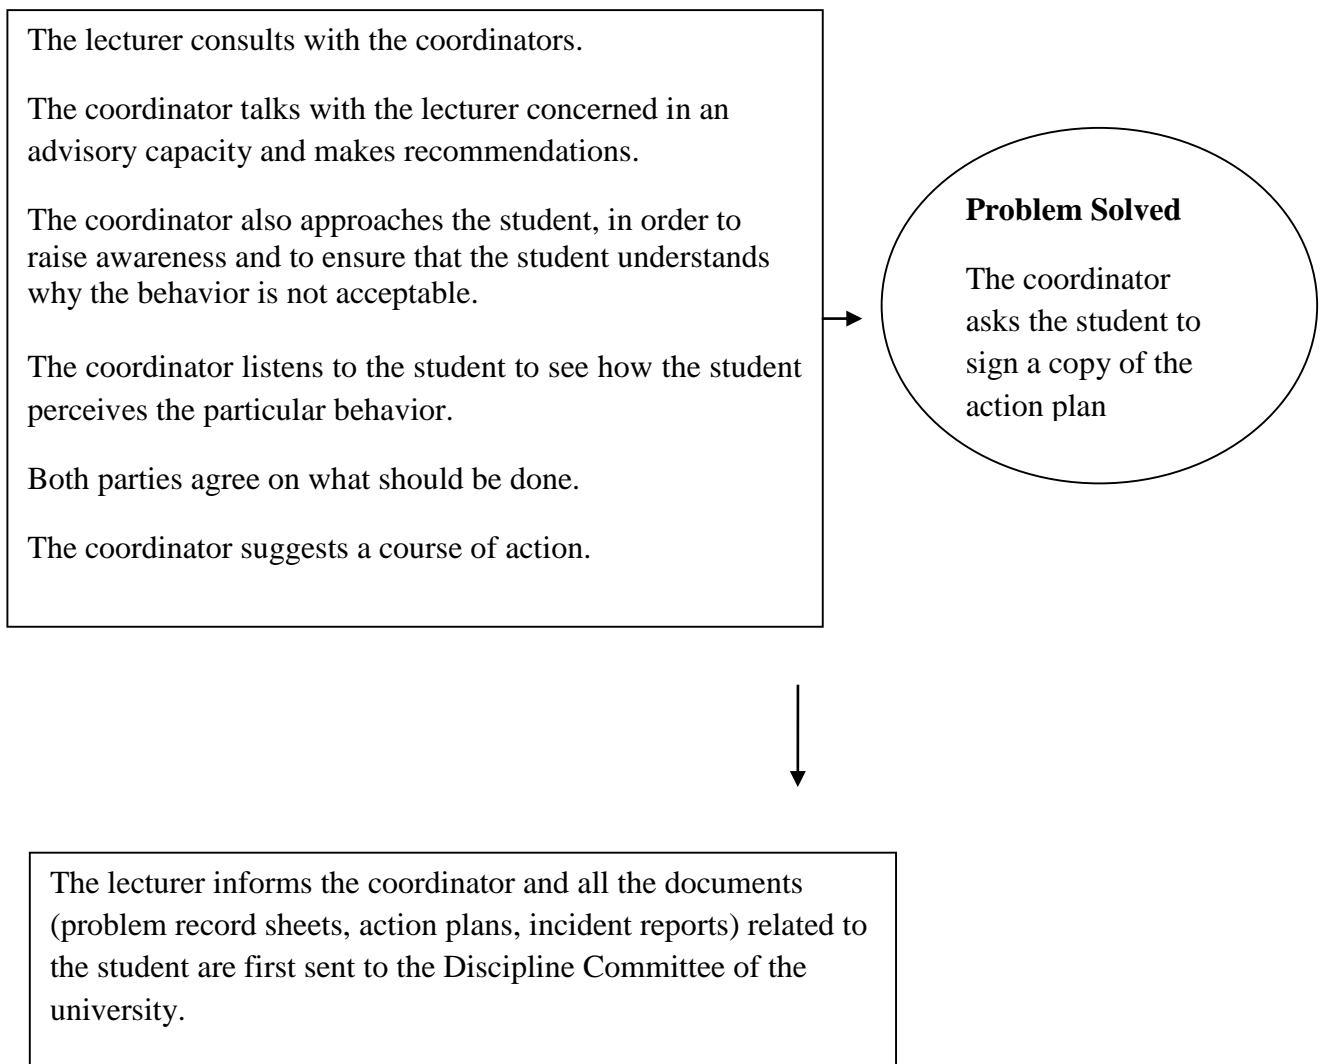 The lecturer consults with the coordinators.
The coordinator talks with the lecturer concerned in an
advisory capacity and makes recommendations.
The coordinator also approaches the student, in order to
raise awareness and to ensure that the student understands
why the behavior is not acceptable.
The coordinator listens to the student to see how the student
perceives the particular behavior.
Both parties agree on what should be done.
The coordinator suggests a course of action.
Problem Solved
The coordinator
asks the student to
sign a copy of the
action plan
The lecturer informs the coordinator and all the documents
(problem record sheets, action plans, incident reports) related to
the student are first sent to the Discipline Committee of the
university.